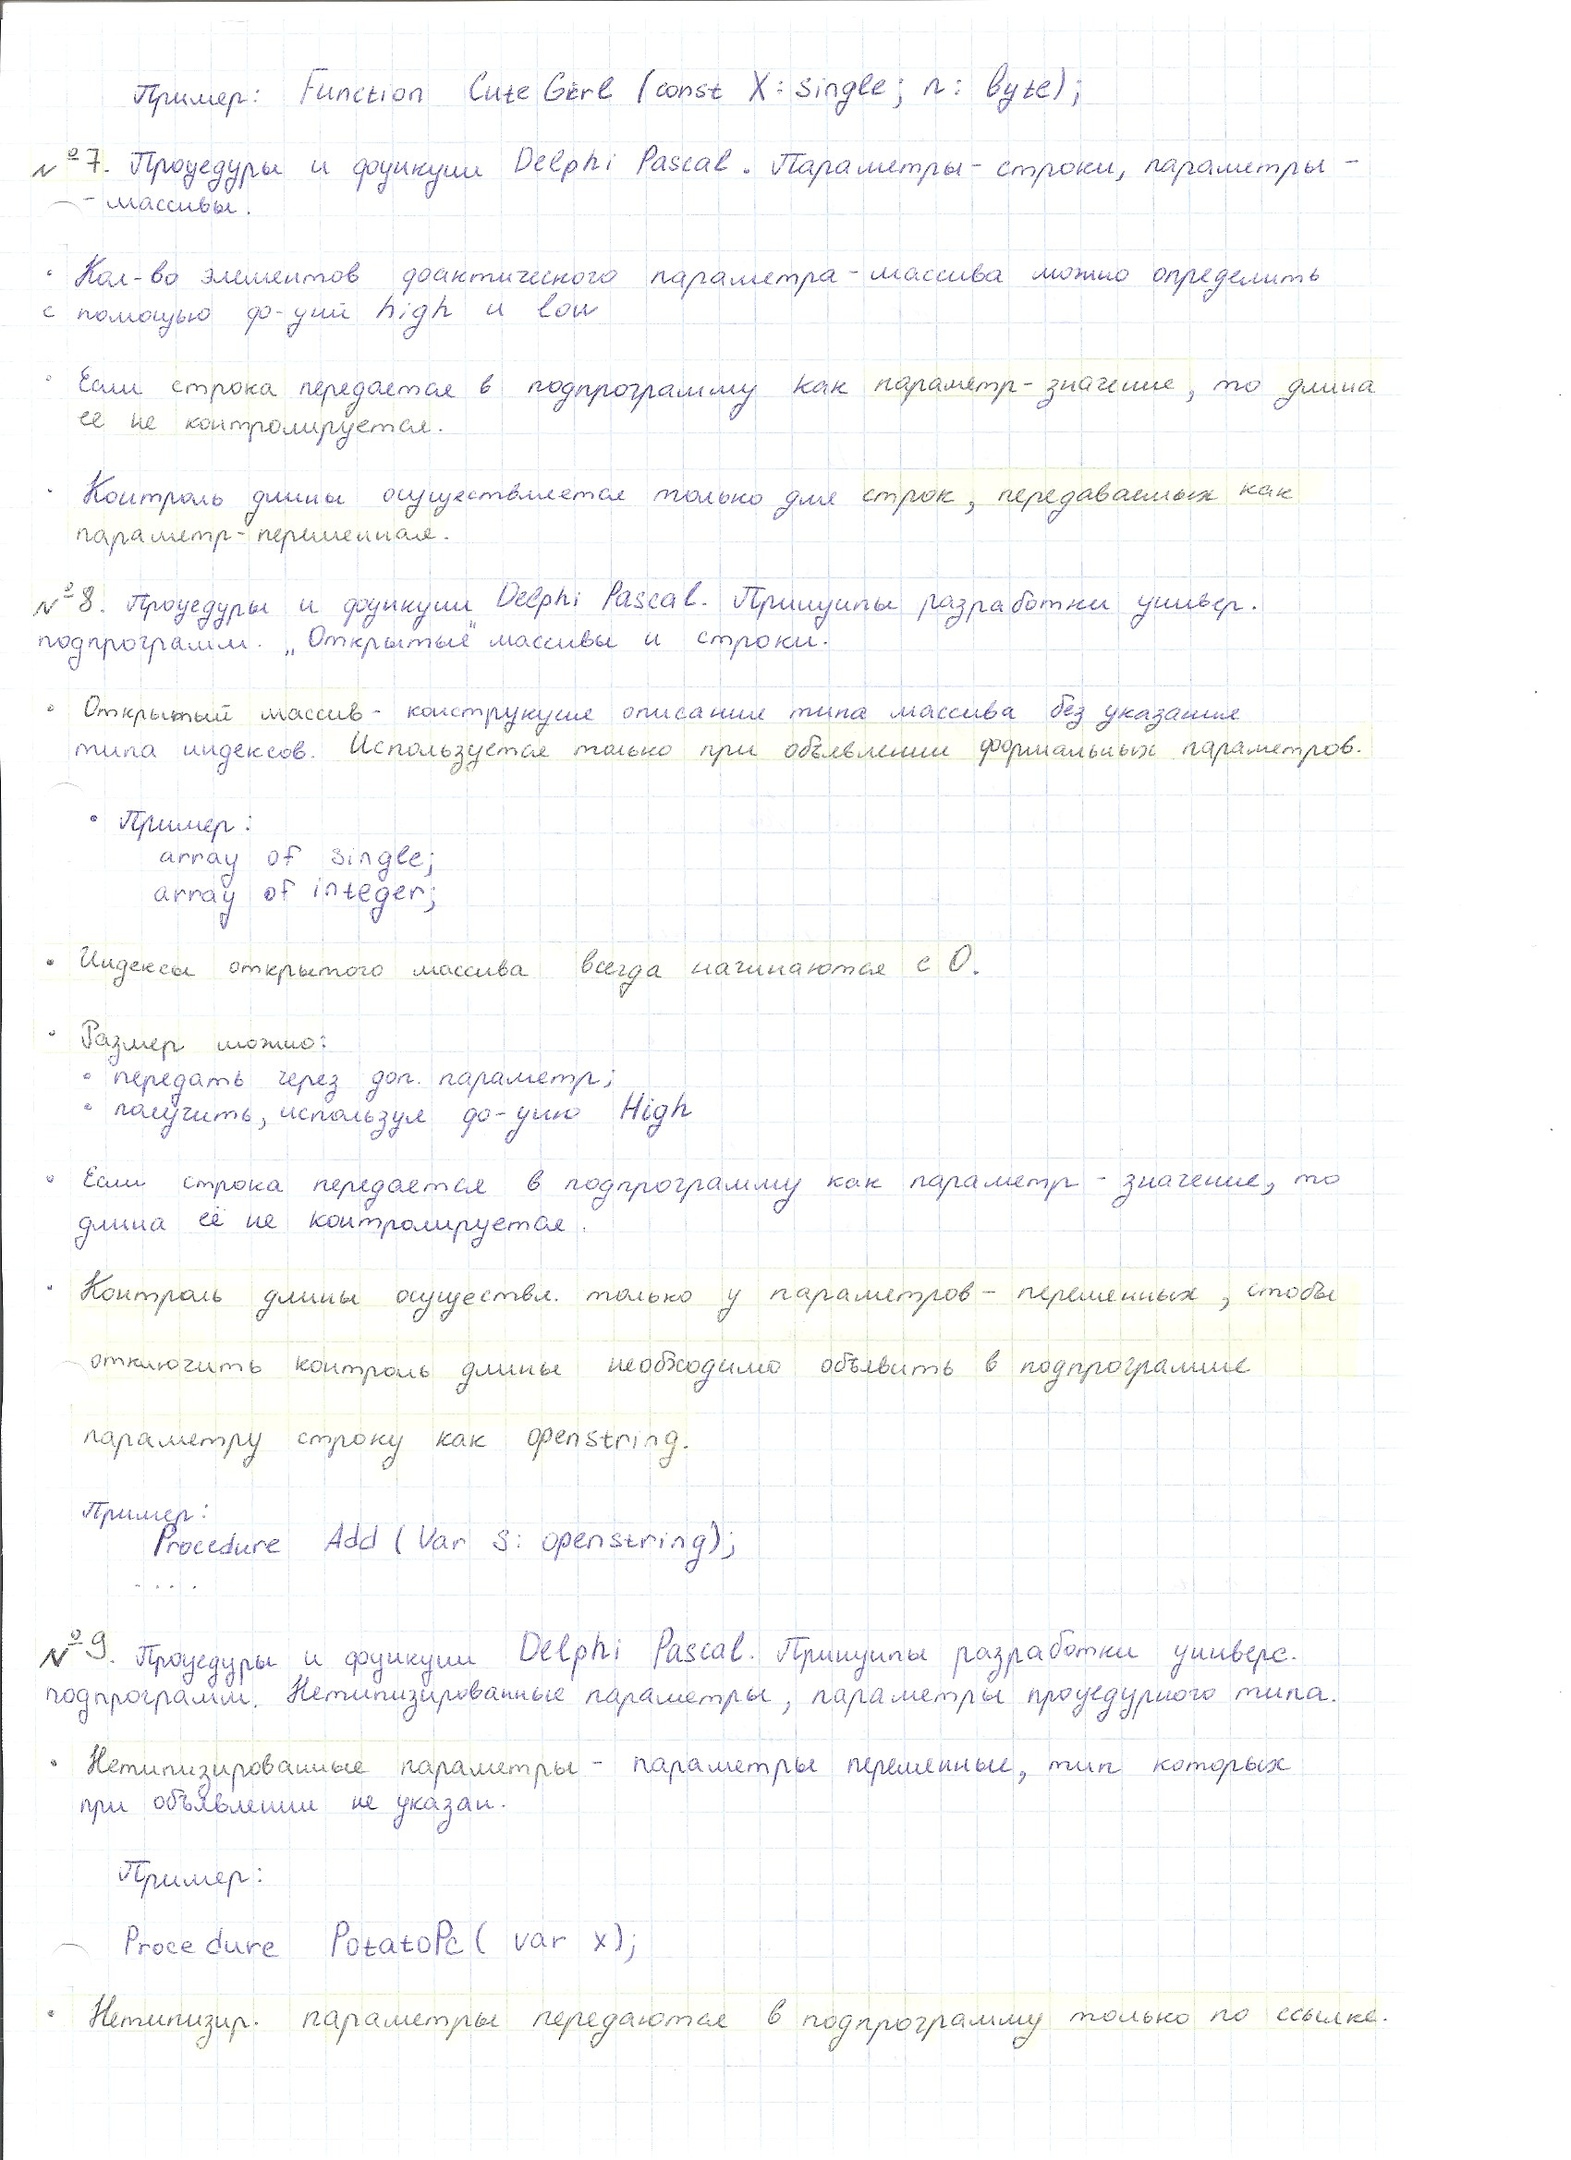 Пример: Function CuteGirl (const X: single; n: byte);
№7. Процедуры и функции Delphi Pascal. Параметры-строки, параметры-
-массивы.
• Кол-во элементов фактического параметра-массива можно определить
с помощью ф-ций high и low
• Если строка передается в подпрограмму как параметр-значение, то длина
ее не контролируется.
• Контроль длины осуществляется только для строк, передаваемых как
параметр-переменная.
№8. Процедуры и функции Delphi Pascal. Принципы разработки универ.
подпрограмм. „Открытые" массивы и строки.
• Открытый массив - конструкция описания типа массива без указания
типа индексов. Используется только при объявлении формальных параметров.
• Пример:
array of single;
array of integer;
• Индексы открытого массива всегда начинаются с 0.
• Размер можно:
• передать через доп. параметр;
• получить, используя ф-цию High
• Если строка передается в подпрограмму как параметр - значение, то
длина её не контролируется.
• Контроль длины осуществл. только у параметров - переменных, стобы
отключить контроль длины необходимо объявить в подпрограмме
параметру строку как openstring.
Пример:
Procedure Add (Var S: openstring);
....
№9. Процедуры и функции Delphi Pascal. Принципы разработки универс.
подпрограмм. Нетипизированные параметры, параметры процедурного типа.
• Нетипизированные параметры - параметры переменные, тип которых
при объявлении не указан.
Пример:
Procedure PotatoPc( var x);
• Нетипизир. параметры передаются в подпрограмму только по ссылке.